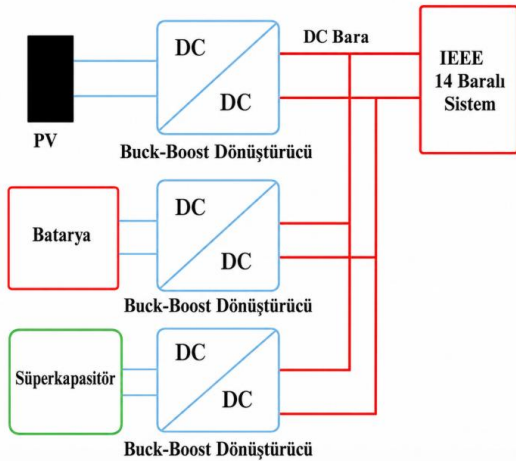 DC
DC
PV
Buck-Boost Dönüştürücü
DC Bara
IEEE
14 Baralı
Sistem
Batarya
DC
DC
Buck-Boost Dönüştürücü
Süperkapasitör
DC
DC
Buck-Boost Dönüştürücü